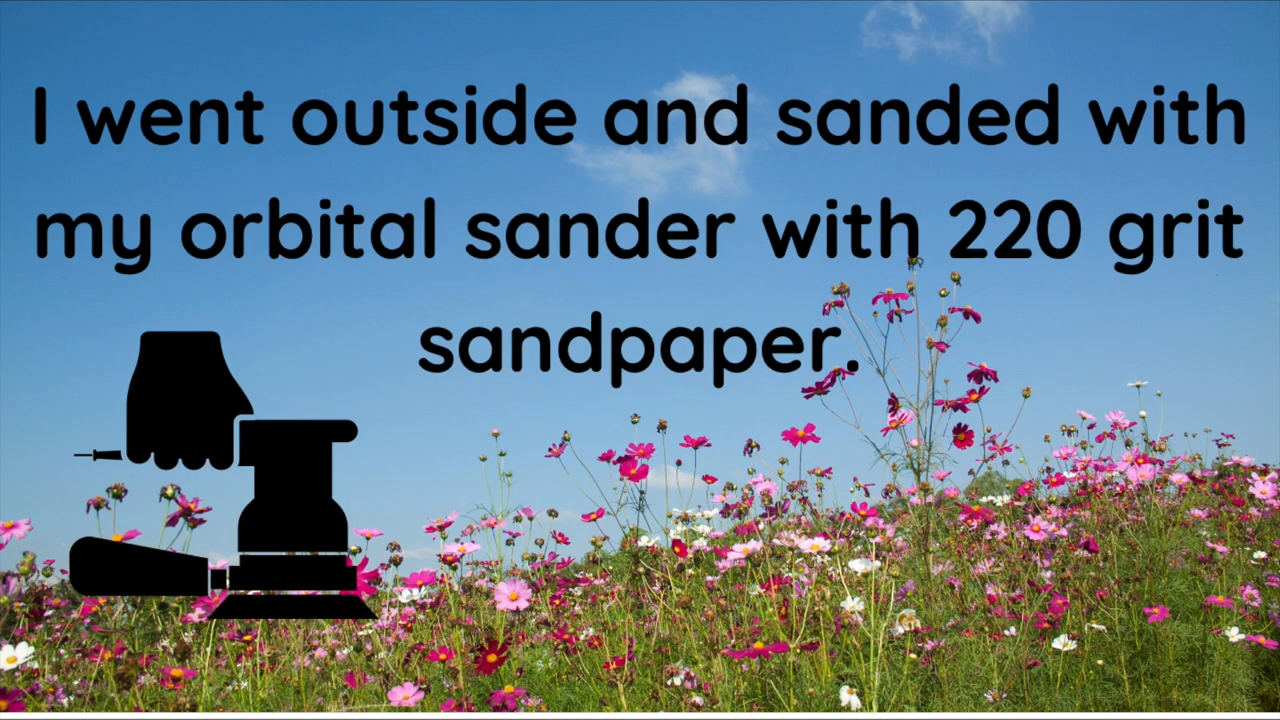 I went outside and sanded with
my orbital sander with 220 grit
sandpaper.